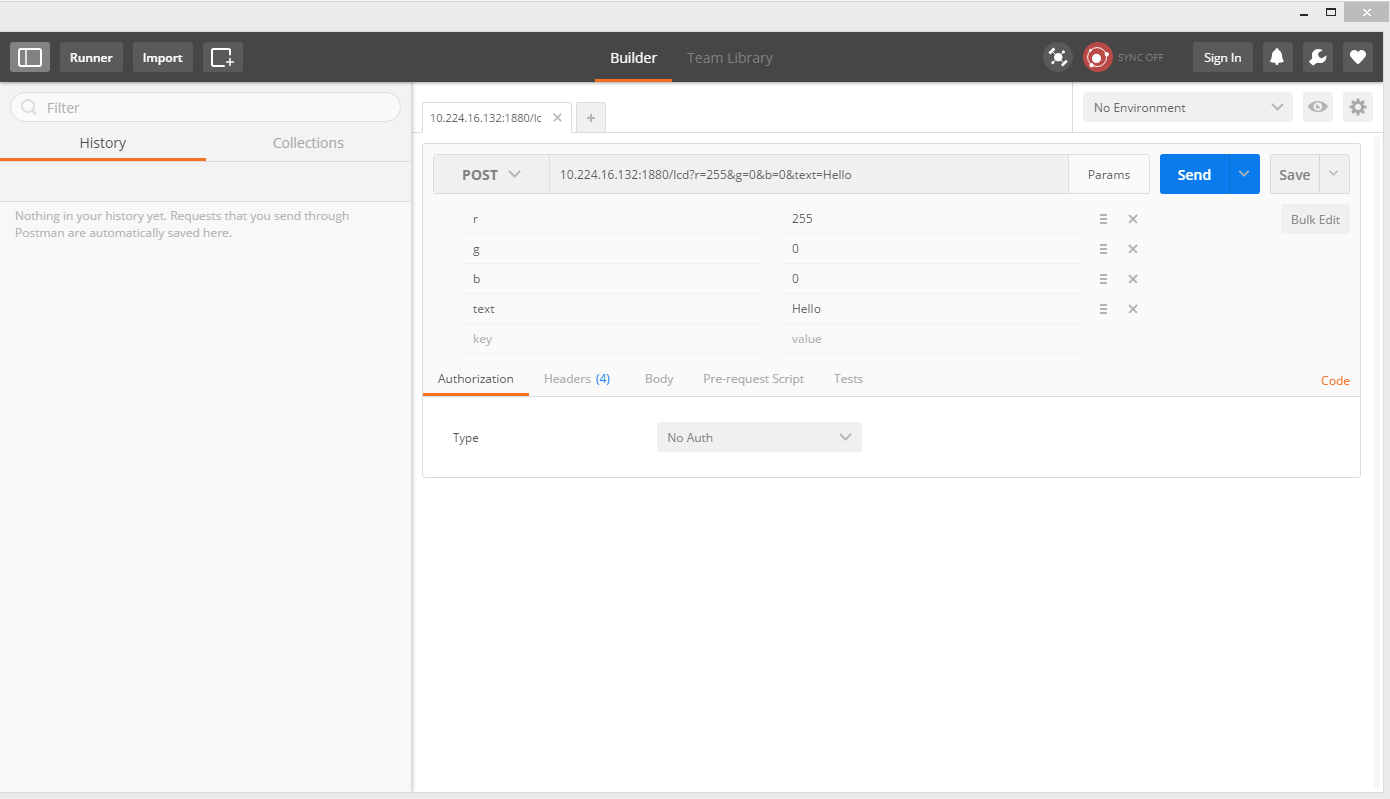 Runner Import Builder Team Library SYNC OFF Sign In
Filter
History Collections
Nothing in your history yet. Requests that you send through
Postman are automatically saved here.
10.224.16.132:1880/lc
No Environment
POST 10.224.16.132:1880/lcd?r=255&g=0&b=0&text=Hello Params Send Save
r 255 Bulk Edit
g 0
b 0
text Hello
key value
Authorization Headers (4) Body Pre-request Script Tests Code
Type No Auth